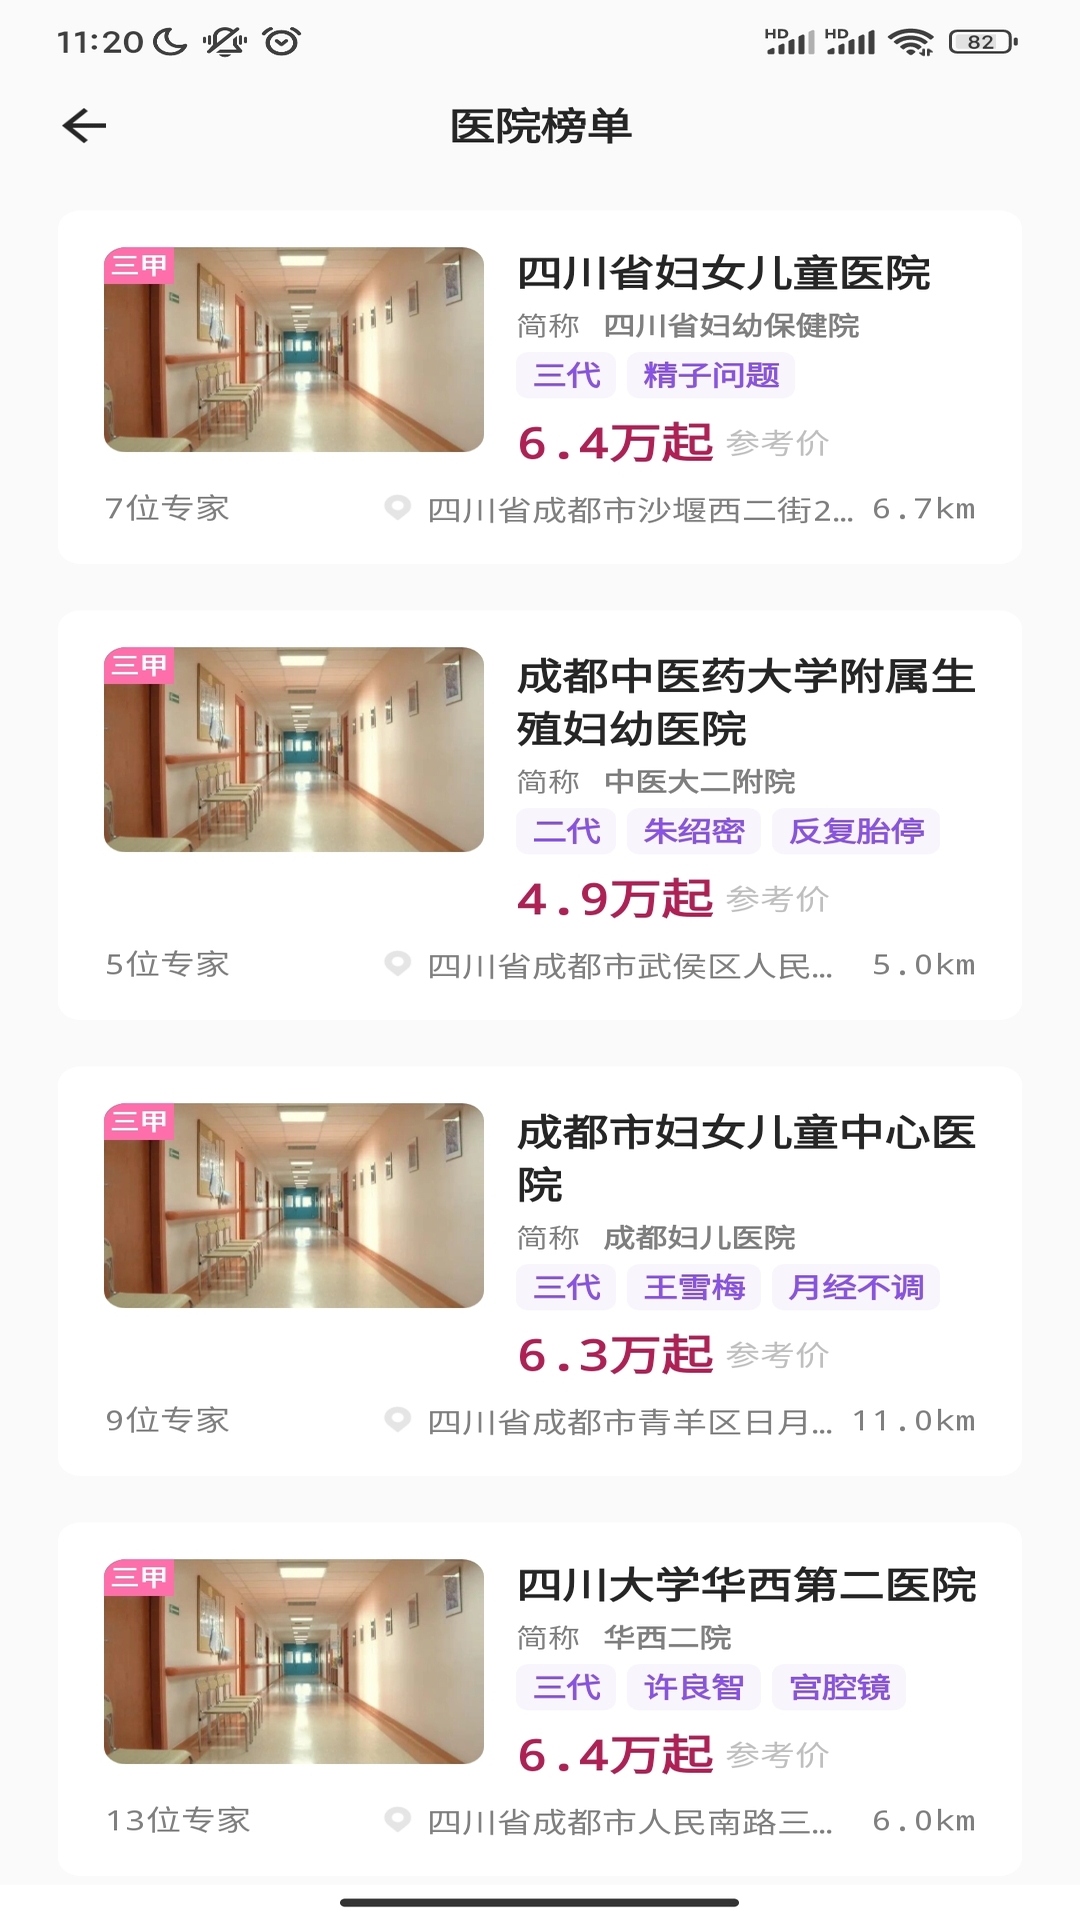 11:20 HD HD 82
医院榜单
三甲
四川省妇女儿童医院
简称 四川省妇幼保健院
三代 精子问题
6.4万起 参考价
7位专家 四川省成都市沙堰西二街2... 6.7km
三甲
成都中医药大学附属生
殖妇幼医院
简称 中医大二附院
二代 朱绍密 反复胎停
4.9万起 参考价
5位专家 四川省成都市武侯区人民... 5.0km
三甲
成都市妇女儿童中心医
院
简称 成都妇儿医院
三代 王雪梅 月经不调
6.3万起 参考价
9位专家 四川省成都市青羊区日月... 11.0km
三甲
四川大学华西第二医院
简称 华西二院
三代 许良智 宫腔镜
6.4万起 参考价
13位专家 四川省成都市人民南路三... 6.0km